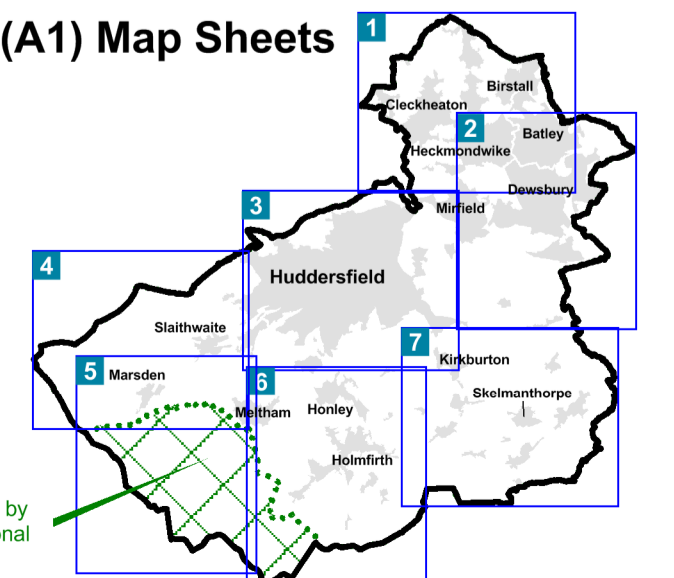 (A1) Map Sheets
1
Birstall
Cleckheaton
2
Batley
Heckmondwike
Dewsbury
3
Mirfield
4
Huddersfield
Slaithwaite
7
5
Marsden
Kirkburton
6
Skelmanthorpe
Meltham
Honley
Holmfirth
by